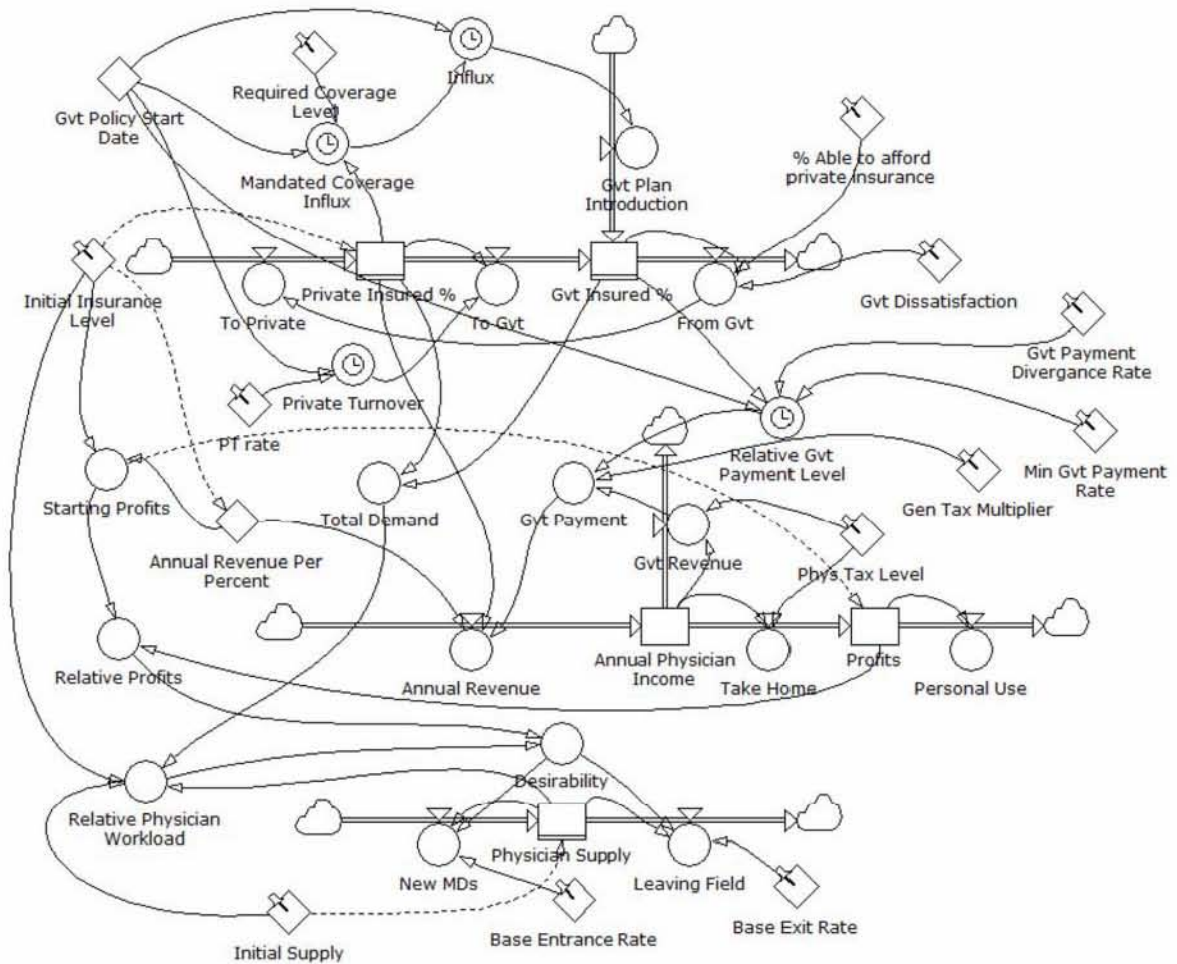 Influx
Required Coverage
Level
Gvt Policy Start
Date
% Able to afford
private insurance
Mandated Coverage
Influx
Gvt Plan
Introduction
Initial Insurance
Level
Private Insured %
Gvt Insured %
To Private
To Gvt
From Gvt
Gvt Dissatisfaction
Gvt Payment
Divergance Rate
Private Turnover
PT rate
Relative Gvt
Payment Level
Min Gvt Payment
Rate
Starting Profits
Total Demand
Gvt Payment
Gen Tax Multiplier
Annual Revenue Per
Percent
Gvt Revenue
Phys Tax Level
Relative Profits
Annual Revenue
Annual Physician
Income
Take Home
Profits
Personal Use
Desirability
Relative Physician
Workload
New MDs
Physician Supply
Leaving Field
Initial Supply
Base Entrance Rate
Base Exit Rate